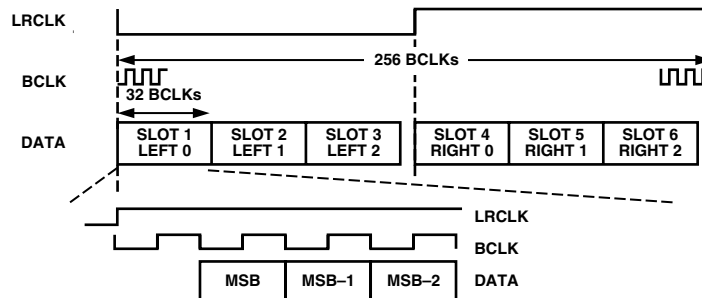 LRCLK
256 BCLKs
BCLK
32 BCLKs
DATA
SLOT 1 SLOT 2 SLOT 3 SLOT 4 SLOT 5 SLOT 6
LEFT 0 LEFT 1 LEFT 2 RIGHT 0 RIGHT 1 RIGHT 2
LRCLK
BCLK
MSB MSB–1 MSB–2 DATA